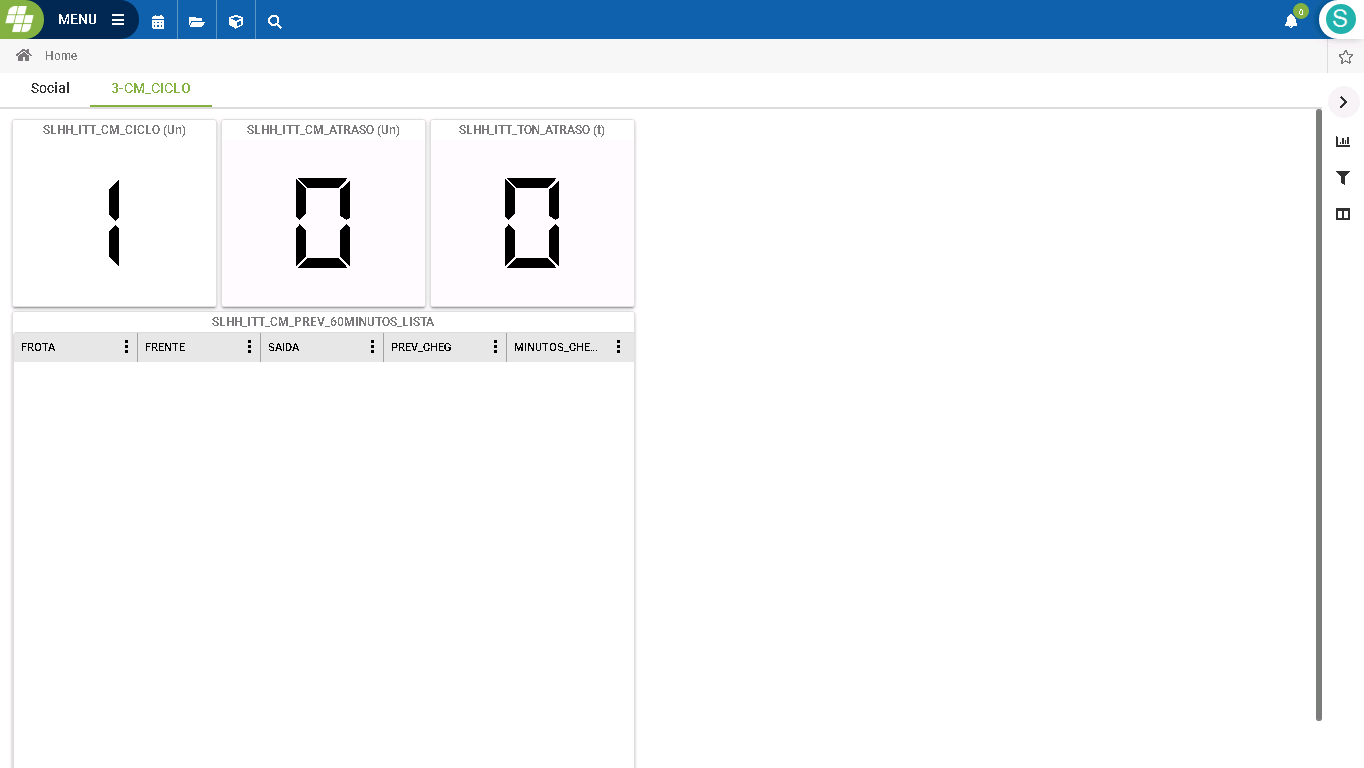 MENU
0
S
Home
Social
3-CM_CICLO
SLHH_ITT_CM_CICLO (Un)
SLHH_ITT_CM_ATRASO (Un)
SLHH_ITT_TON_ATRASO (t)
1
0
0
SLHH_ITT_CM_PREV_60MINUTOS_LISTA
FROTA
FRENTE
SAIDA
PREV_CHEG
MINUTOS_CHE...